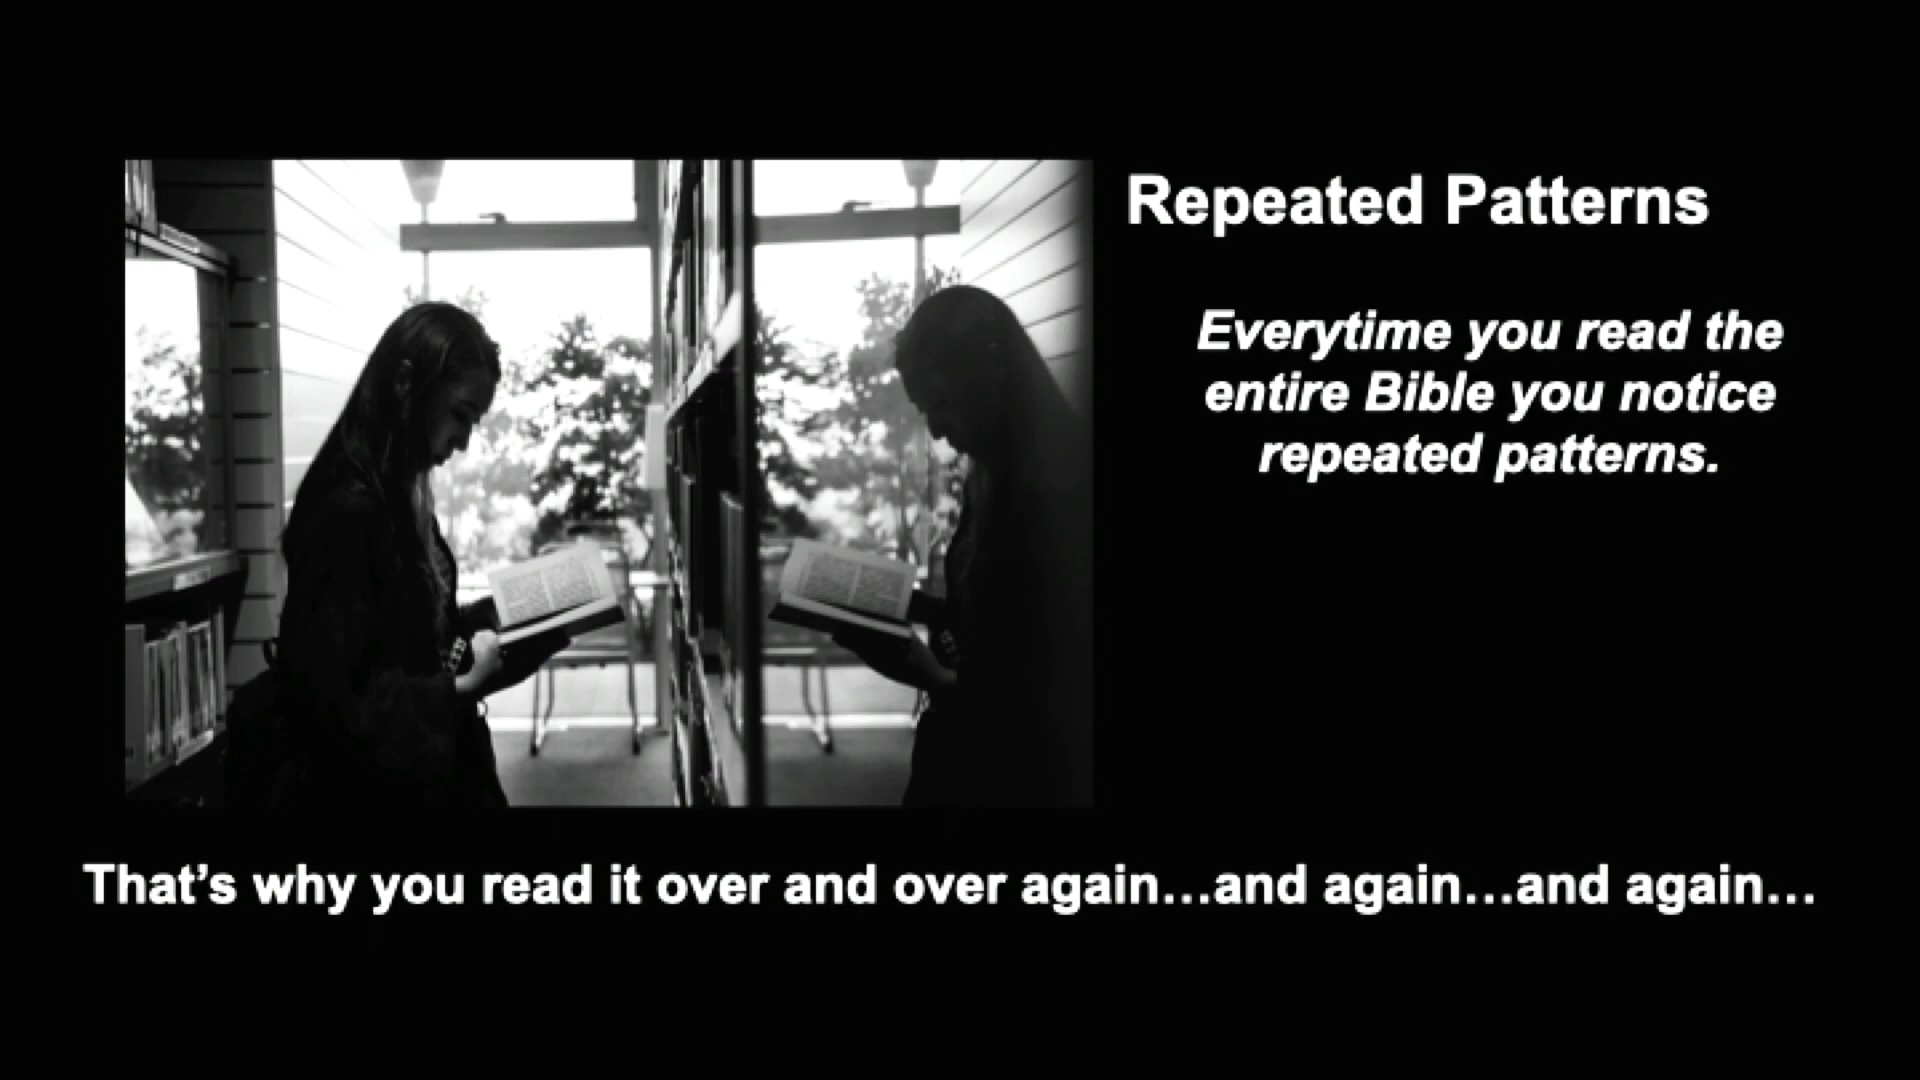 Repeated Patterns
Everytime you read the
entire Bible you notice
repeated patterns.
That’s why you read it over and over again…and again…and again…